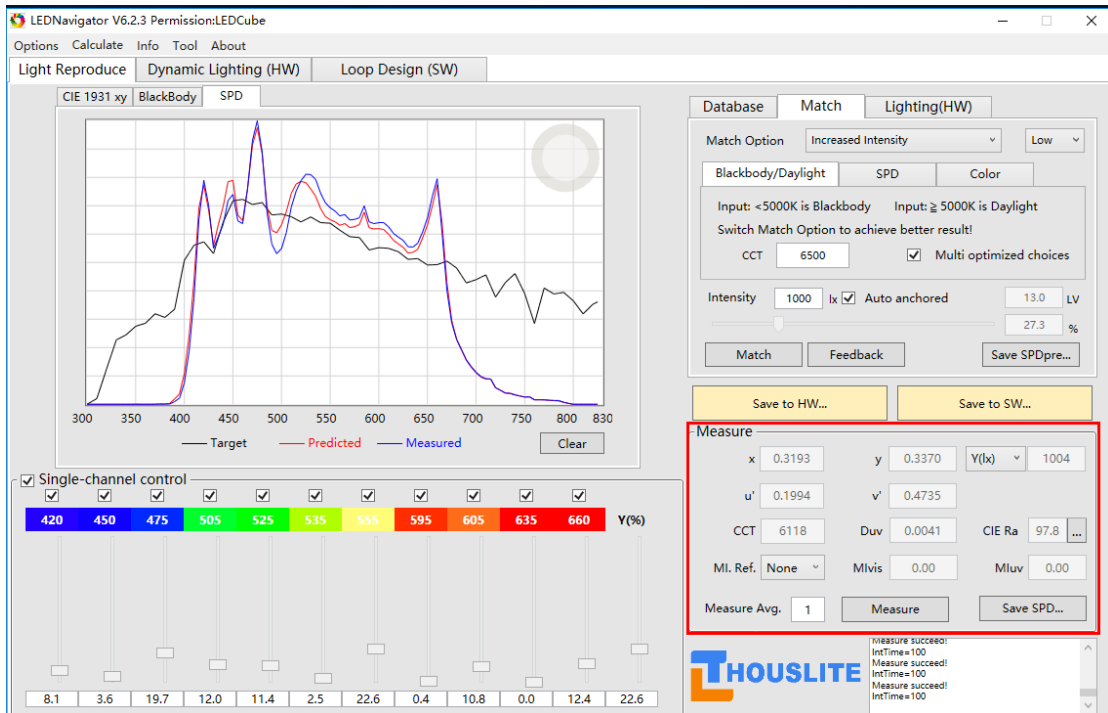 LEDNavigator V6.2.3 Permission:LEDCube
Options Calculate Info Tool About
Light Reproduce Dynamic Lighting (HW) Loop Design (SW)
CIE 1931 xy BlackBody SPD
300 350 400 450 500 550 600 650 700 750 800 830
Target Predicted Measured Clear
Single-channel control
420 450 475 505 525 535 555 595 605 635 660 Y(%)
8.1 3.6 19.7 12.0 11.4 2.5 22.6 0.4 10.8 0.0 12.4 22.6
Database Match Lighting(HW)
Match Option Increased Intensity Low
Blackbody/Daylight SPD Color
Input: <5000K is Blackbody Input: ≧ 5000K is Daylight
Switch Match Option to achieve better result!
CCT 6500 Multi optimized choices
Intensity 1000 lx Auto anchored 13.0 LV
27.3 %
Match Feedback Save SPDpre...
Save to HW... Save to SW...
Measure
x 0.3193 y 0.3370 Y(lx) 1004
u' 0.1994 v' 0.4735
CCT 6118 Duv 0.0041 CIE Ra 97.8 ...
MI. Ref. None MIvis 0.00 MIuv 0.00
Measure Avg. 1 Measure Save SPD...
THOUSLITE
Measure succeed!
IntTime=100
Measure succeed!
IntTime=100
Measure succeed!
IntTime=100